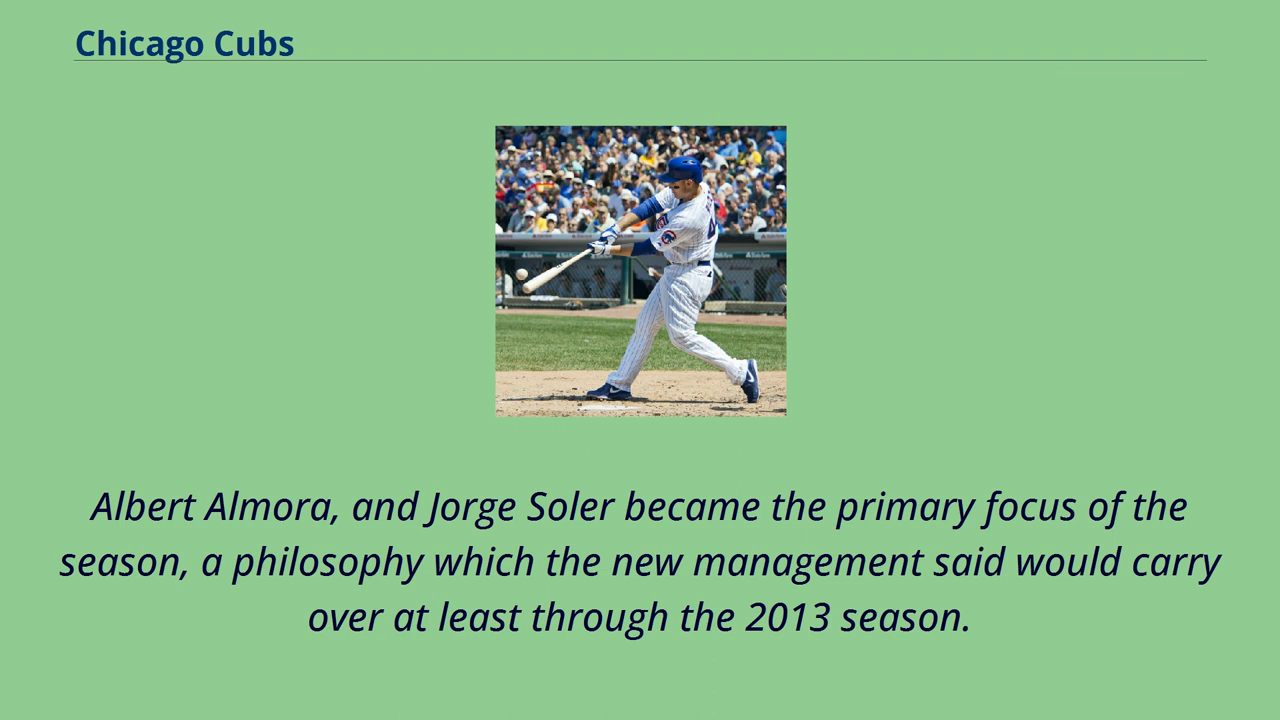 Chicago Cubs
Albert Almora, and Jorge Soler became the primary focus of the
season, a philosophy which the new management said would carry
over at least through the 2013 season.